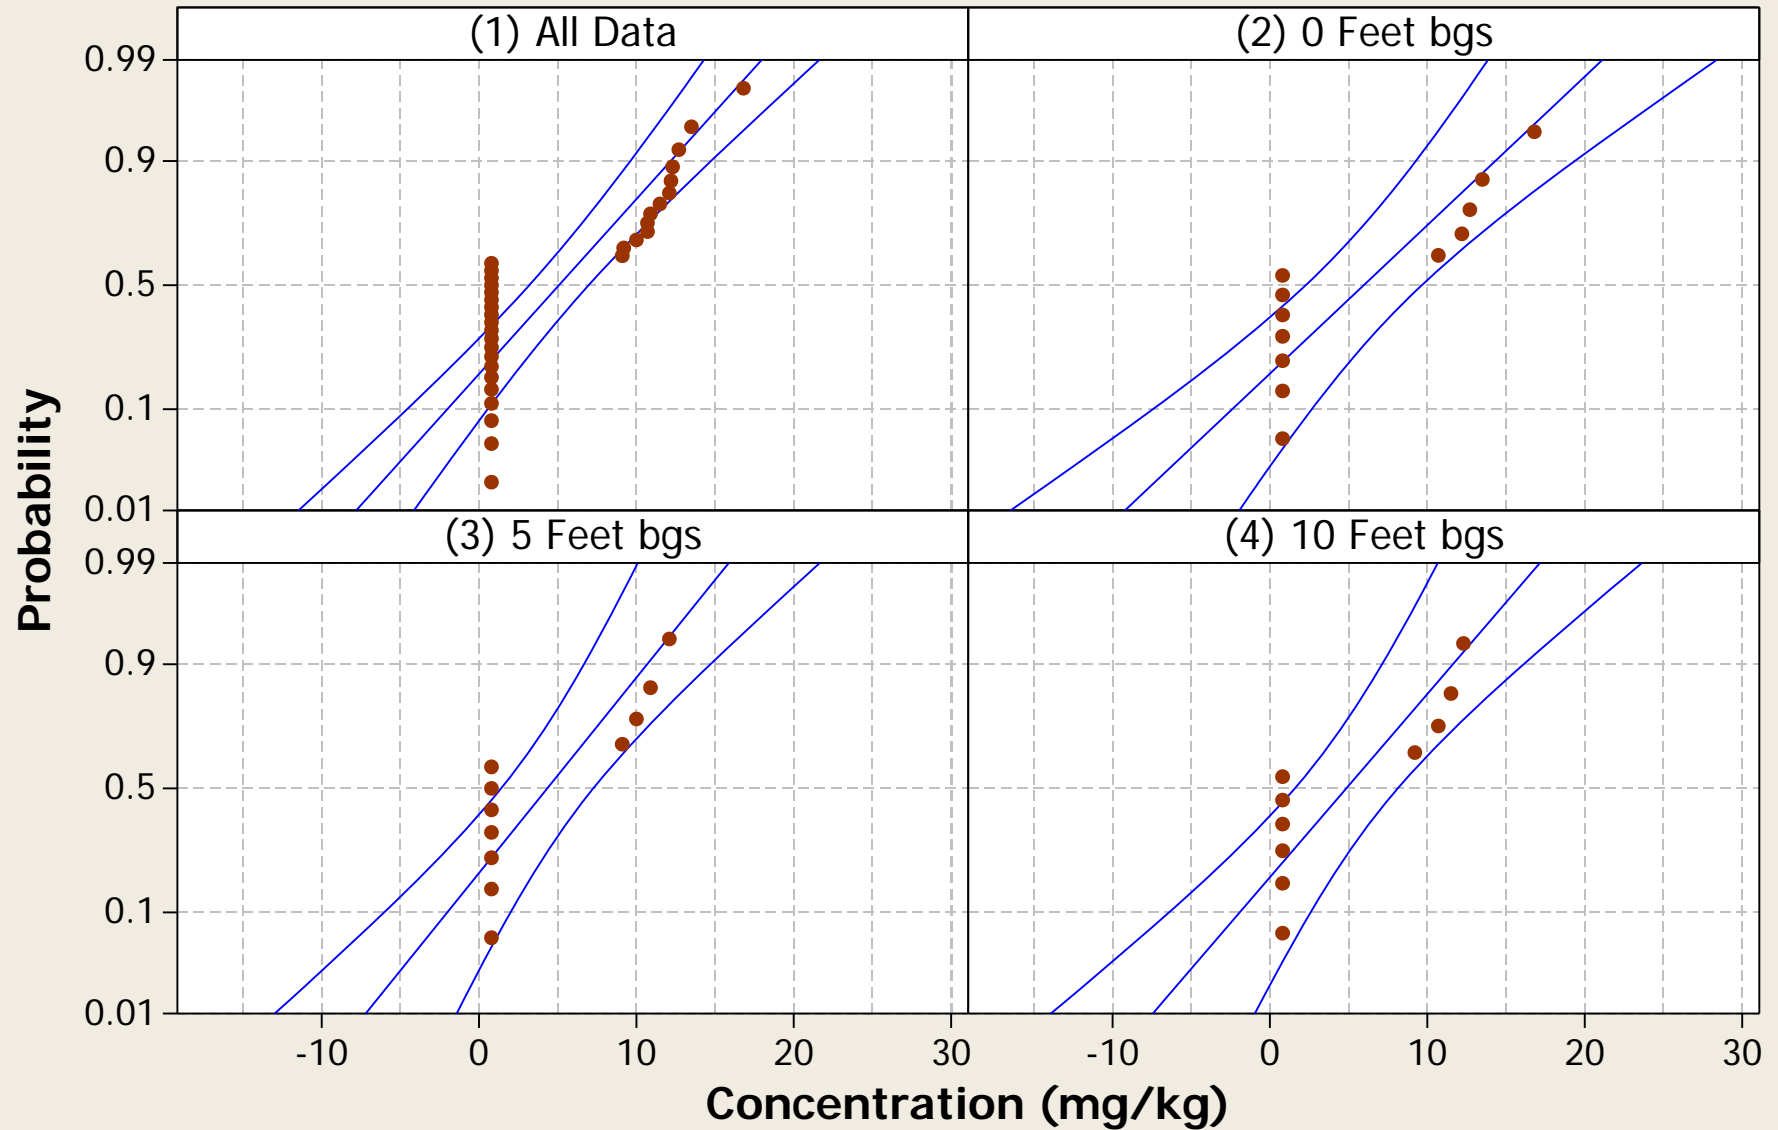 (1) All Data
(2) 0 Feet bgs
0.99
0.9
0.5
0.1
0.01
(3) 5 Feet bgs
(4) 10 Feet bgs
0.99
0.9
0.5
0.1
0.01
Probability
-10 0 10 20 30
-10 0 10 20 30
Concentration (mg/kg)